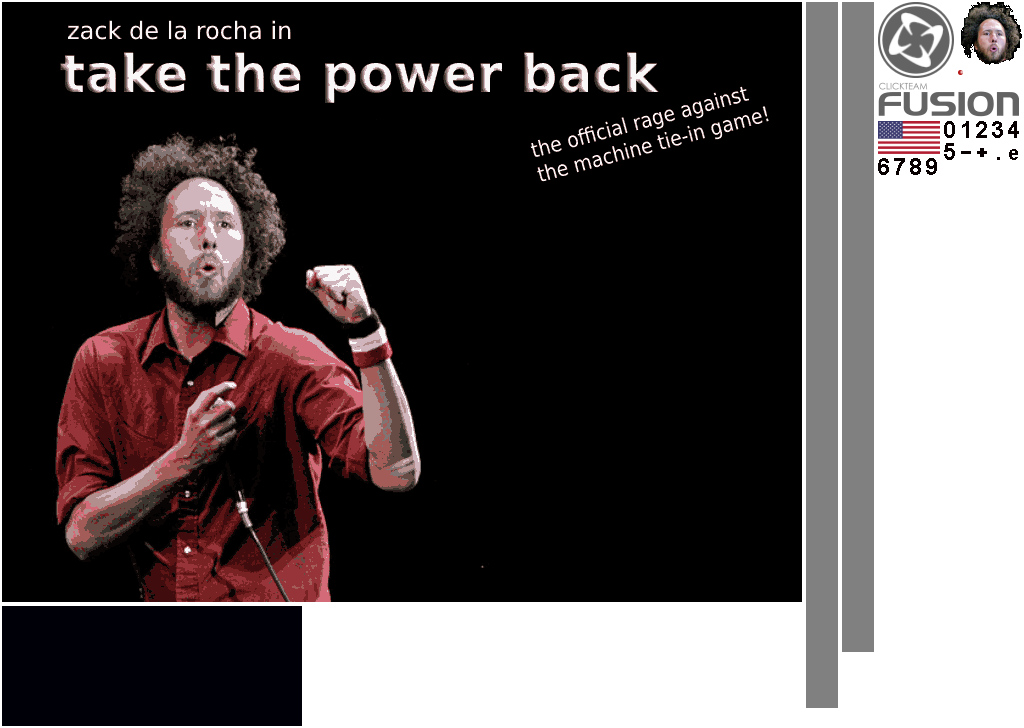 zack de la rocha in
take the power back
the official rage against
the machine tie-in game!
CLICKTEAM
FUSION
01234
5-+.e
6789